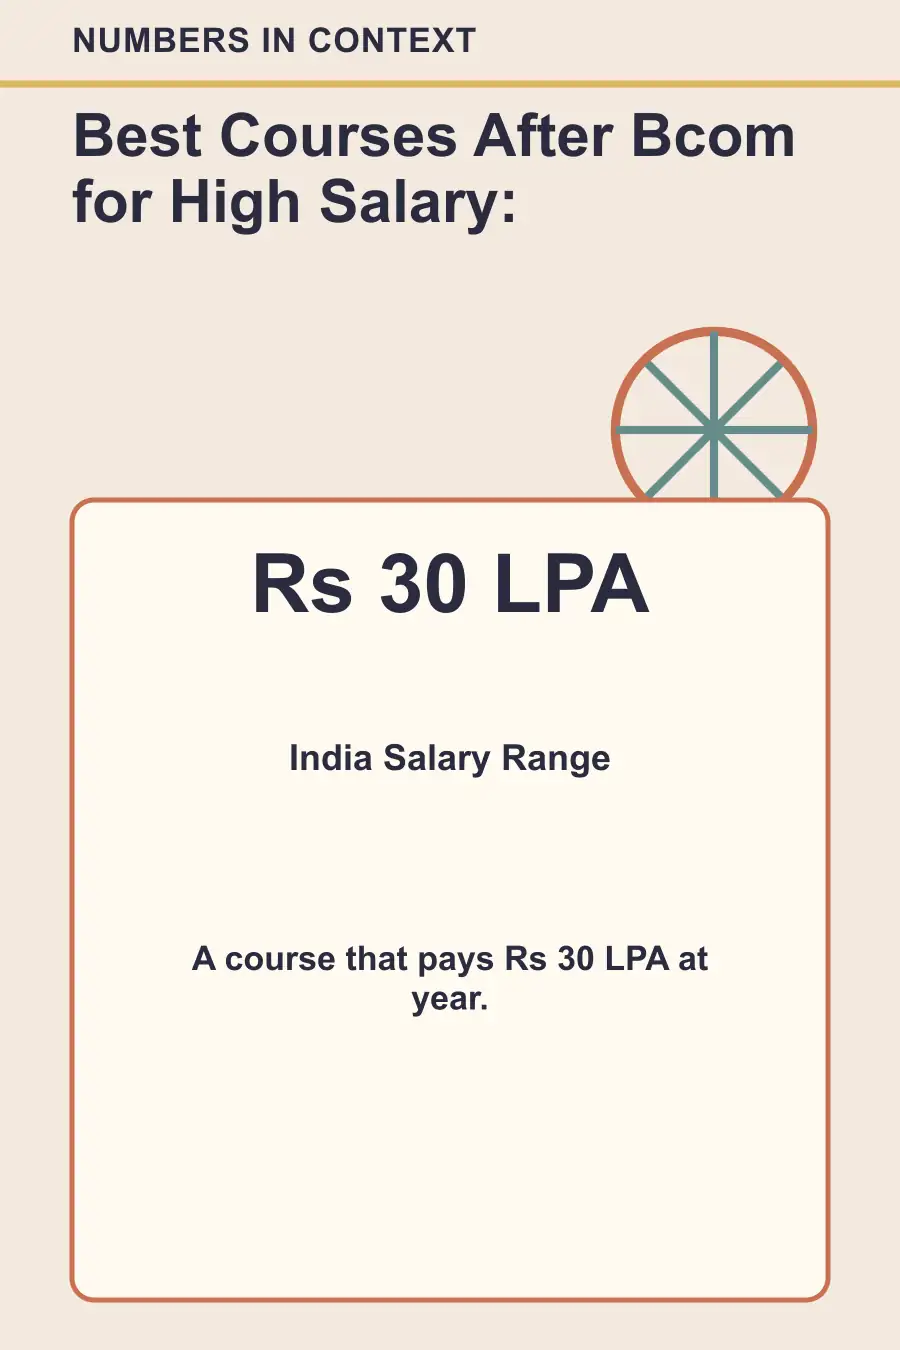 NUMBERS IN CONTEXT
Best Courses After Bcom
for High Salary:
Rs 30 LPA
India Salary Range
A course that pays Rs 30 LPA at
year.